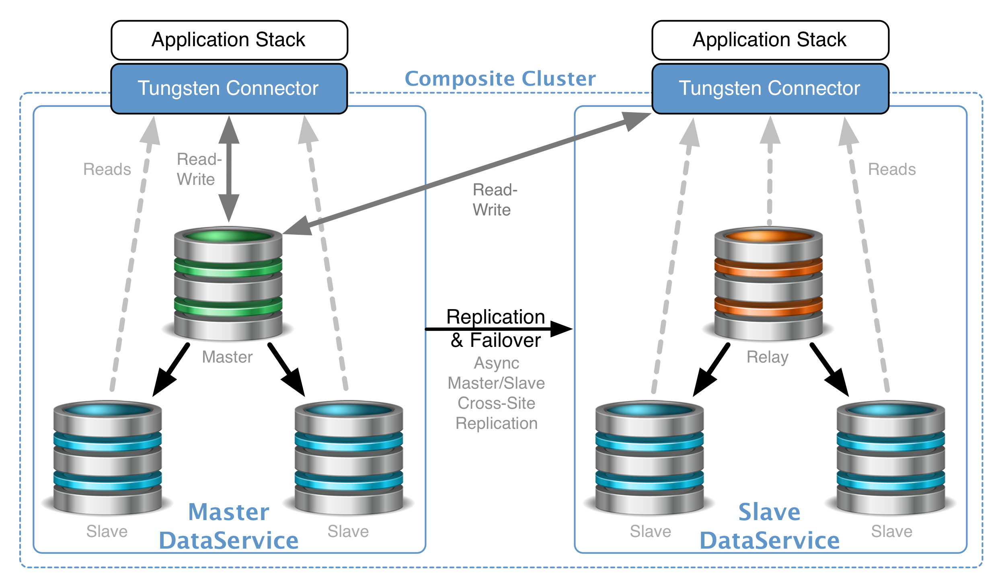 Application Stack
Application Stack
Tungsten Connector
Composite Cluster
Tungsten Connector
Reads
Read-
Write
Read-
Write
Reads
Master
Replication
& Failover
Async
Master/Slave
Cross-Site
Replication
Relay
Slave
Master
DataService
Slave
Slave
Slave
DataService
Slave